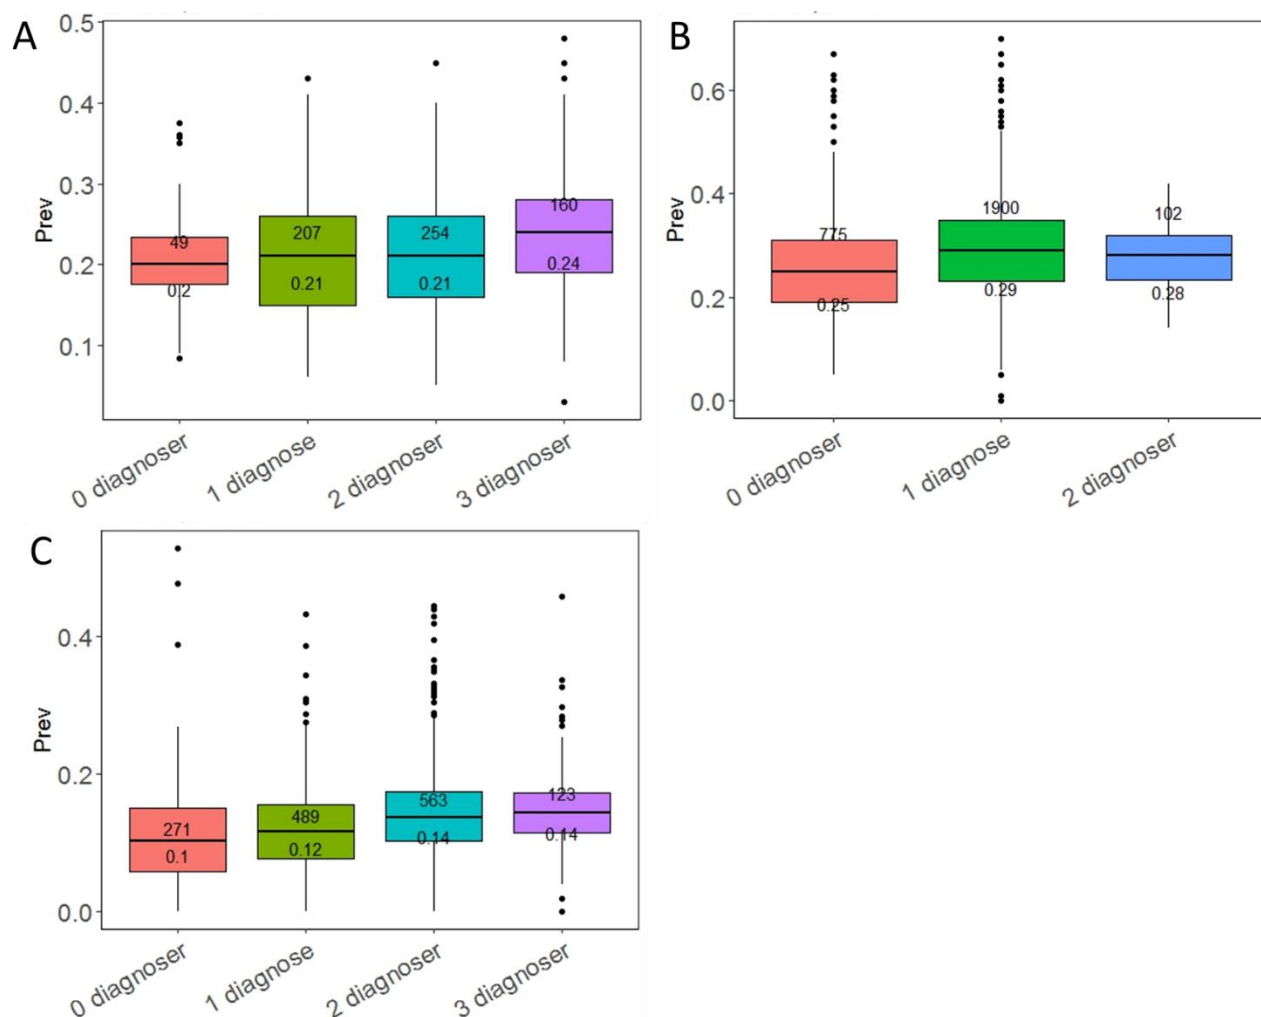 A
B
Prev
0.5
0.4
0.3
0.2
0.1
49
0.2
207
0.21
254
0.21
160
0.24
0 diagnoser
1 diagnose
2 diagnoser
3 diagnoser
Prev
0.6
0.4
0.2
0.0
775
0.25
1900
0.29
102
0.28
0 diagnoser
1 diagnose
2 diagnoser
C
Prev
0.4
0.2
0.0
271
0.1
489
0.12
563
0.14
123
0.14
0 diagnoser
1 diagnose
2 diagnoser
3 diagnoser